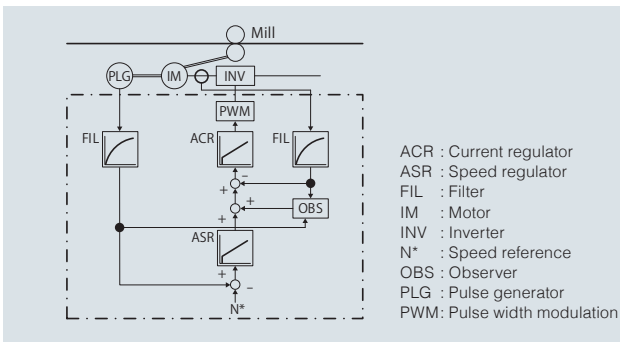 Mill
PLG IM INV
PWM
FIL ACR FIL
−
+
+
OBS
+
ASR
+
−
N*
ACR : Current regulator
ASR : Speed regulator
FIL : Filter
IM : Motor
INV : Inverter
N* : Speed reference
OBS : Observer
PLG : Pulse generator
PWM: Pulse width modulation